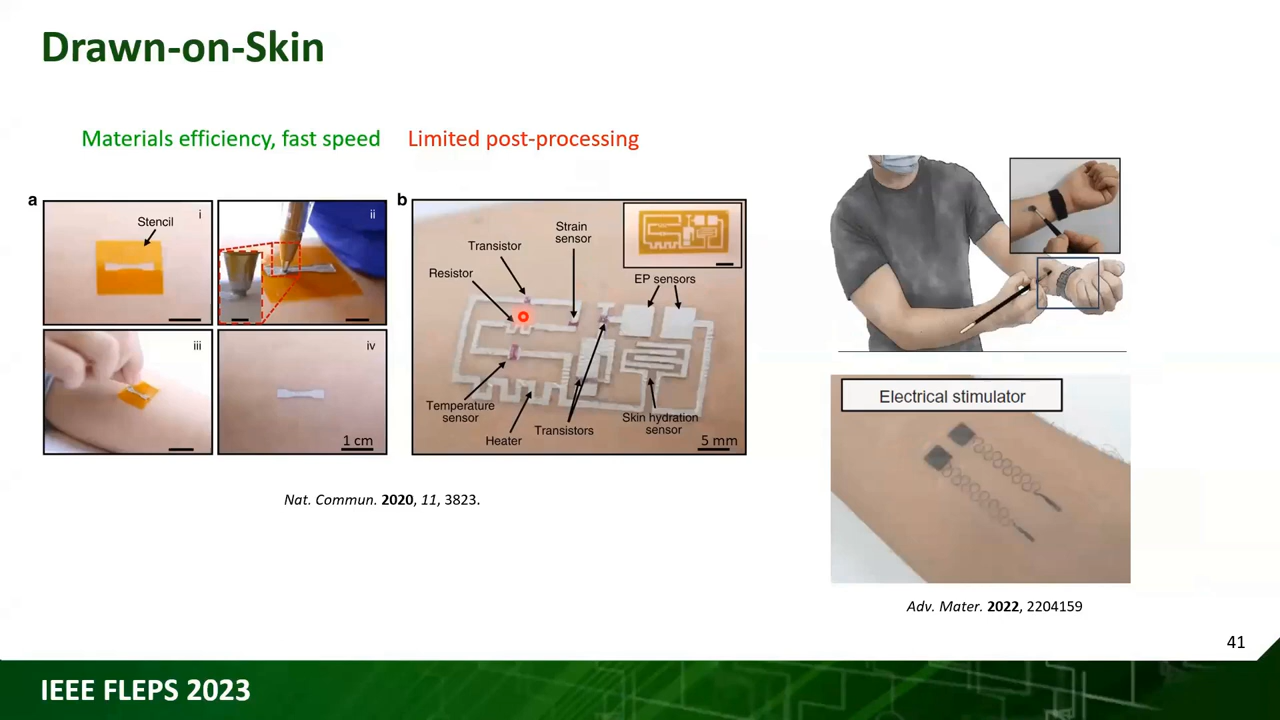 Drawn-on-Skin
Materials efficiency, fast speed
Limited post-processing
a
Stencil
i
ii
iii
iv
1 cm
b
Strain
sensor
Transistor
Resistor
EP sensors
Temperature
sensor
Heater
Transistors
Skin hydration
sensor
5 mm
Nat. Commun. 2020, 11, 3823.
Electrical stimulator
Adv. Mater. 2022, 2204159
41
IEEE FLEPS 2023